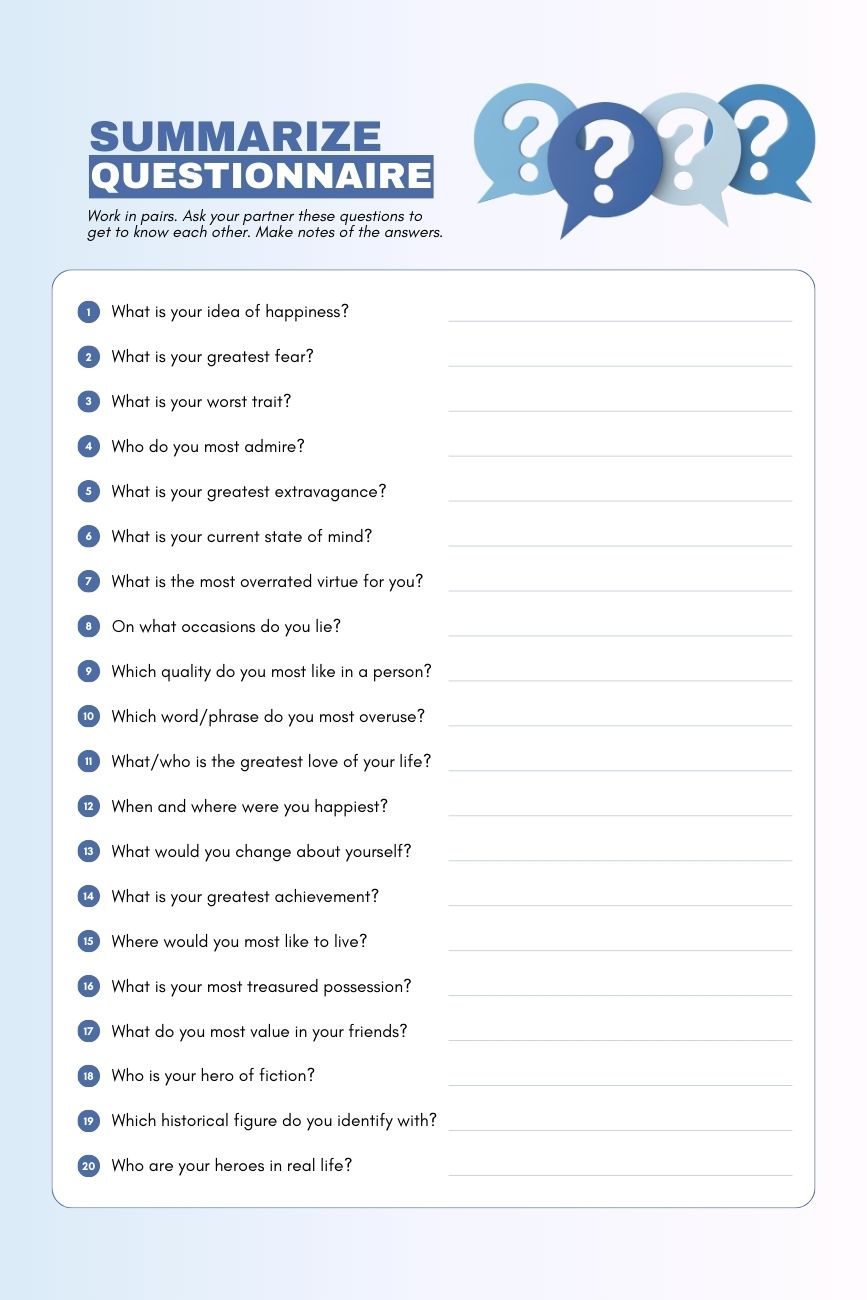 SUMMARIZE
QUESTIONNAIRE
Work in pairs. Ask your partner these questions to
get to know each other. Make notes of the answers.
? ? ? ?
1 What is your idea of happiness?
2 What is your greatest fear?
3 What is your worst trait?
4 Who do you most admire?
5 What is your greatest extravagance?
6 What is your current state of mind?
7 What is the most overrated virtue for you?
8 On what occasions do you lie?
9 Which quality do you most like in a person?
10 Which word/phrase do you most overuse?
11 What/who is the greatest love of your life?
12 When and where were you happiest?
13 What would you change about yourself?
14 What is your greatest achievement?
15 Where would you most like to live?
16 What is your most treasured possession?
17 What do you most value in your friends?
18 Who is your hero of fiction?
19 Which historical figure do you identify with?
20 Who are your heroes in real life?